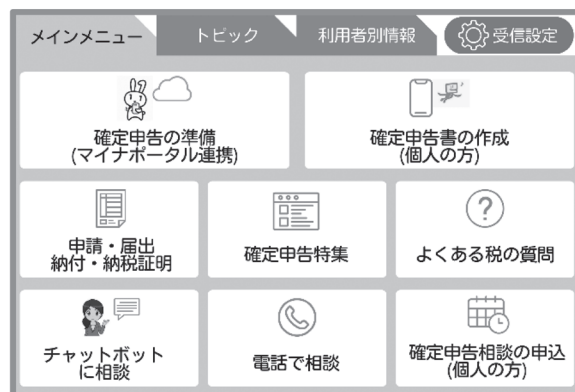 メインメニュー
トピック
利用者別情報
受信設定
確定申告の準備
(マイナポータル連携)
確定申告書の作成
(個人の方)
申請・届出
納付・納税証明
確定申告特集
よくある税の質問
チャットボット
に相談
電話で相談
確定申告相談の申込
(個人の方)